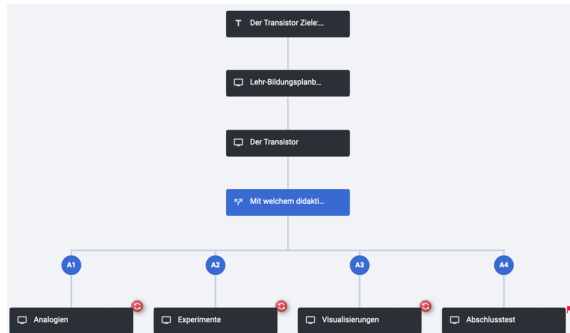 Der Transistor Ziele:...
Lehr-Bildungsplanb...
Der Transistor
Mit welchem didakti...
A1
A2
A3
A4
Analogien
Experimente
Visualisierungen
Abschlusstest